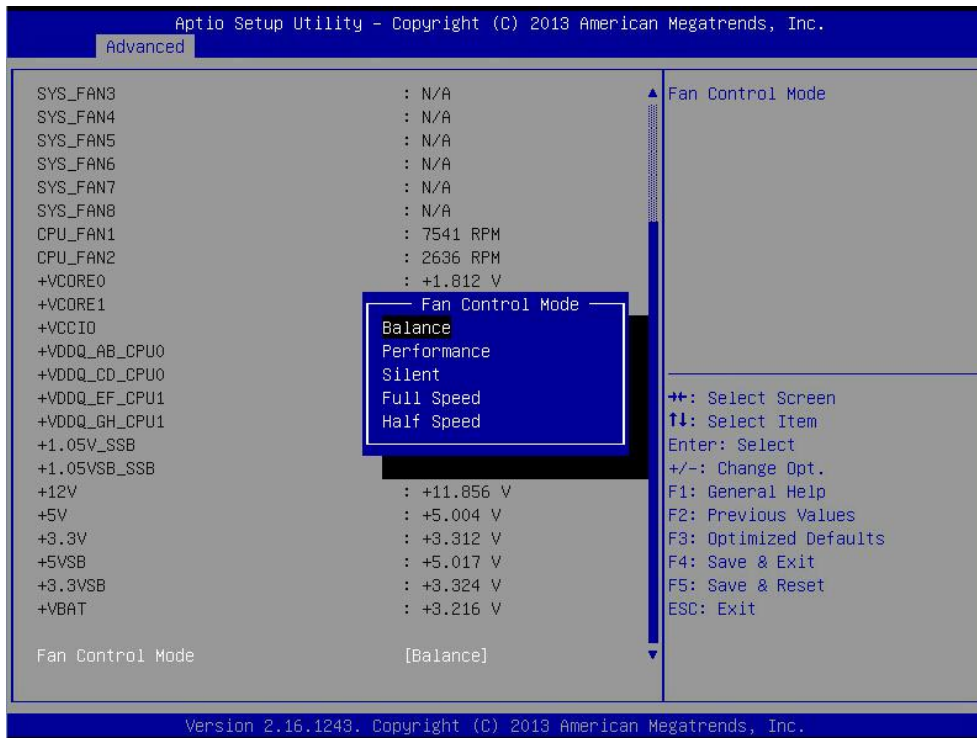 Aptio Setup Utility – Copyright (C) 2013 American Megatrends, Inc.
Advanced
SYS_FAN3 : N/A
SYS_FAN4 : N/A
SYS_FAN5 : N/A
SYS_FAN6 : N/A
SYS_FAN7 : N/A
SYS_FAN8 : N/A
CPU_FAN1 : 7541 RPM
CPU_FAN2 : 2636 RPM
+VCORE0 : +1.812 V
+VCORE1
+VCCIO
+VDDQ_AB_CPU0
+VDDQ_CD_CPU0
+VDDQ_EF_CPU1
+VDDQ_GH_CPU1
+1.05V_SSB
+1.05VSB_SSB
+12V : +11.856 V
+5V : +5.004 V
+3.3V : +3.312 V
+5VSB : +5.017 V
+3.3VSB : +3.324 V
+VBAT : +3.216 V
Fan Control Mode [Balance]
Fan Control Mode
Balance
Performance
Silent
Full Speed
Half Speed
Fan Control Mode
→←: Select Screen
↑↓: Select Item
Enter: Select
+/-: Change Opt.
F1: General Help
F2: Previous Values
F3: Optimized Defaults
F4: Save & Exit
F5: Save & Reset
ESC: Exit
Version 2.16.1243. Copyright (C) 2013 American Megatrends, Inc.